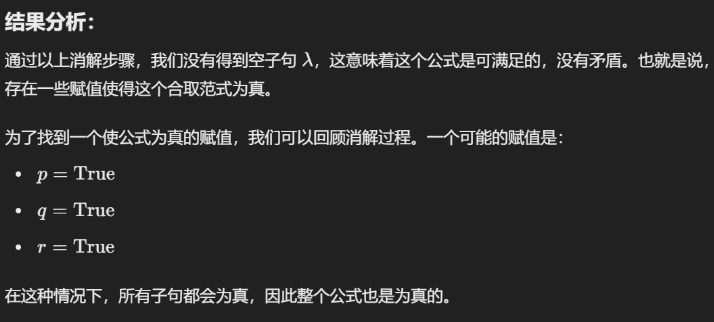 结果分析：
通过以上消解步骤，我们没有得到空子句 λ，这意味着这个公式是可满足的，没有矛盾。也就是说，
存在一些赋值使得这个合取范式为真。
为了找到一个使公式为真的赋值，我们可以回顾消解过程。一个可能的赋值是：
• p = True
• q = True
• r = True
在这种情况下，所有子句都会为真，因此整个公式也是为真的。